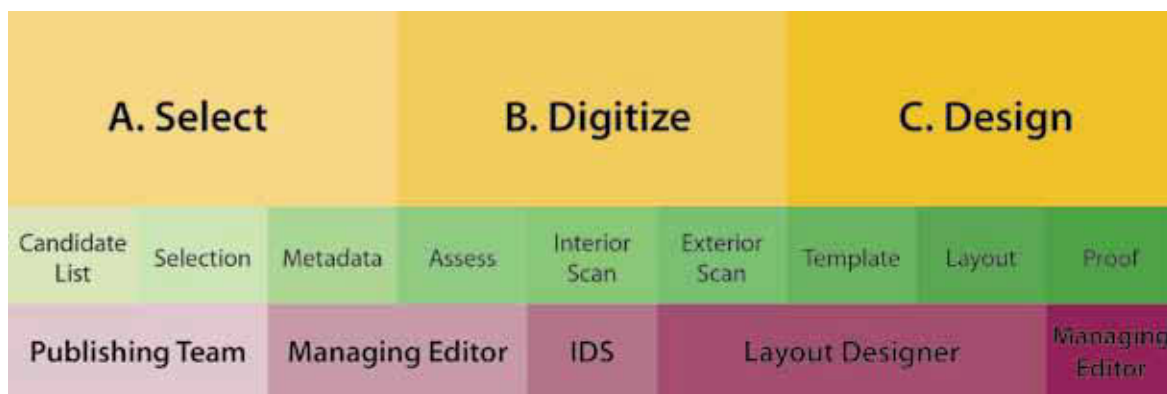 A. Select
B. Digitize
C. Design
Candidate
List
Selection
Metadata
Assess
Interior
Scan
Exterior
Scan
Template
Layout
Proof
Publishing Team
Managing Editor
IDS
Layout Designer
Managing
Editor